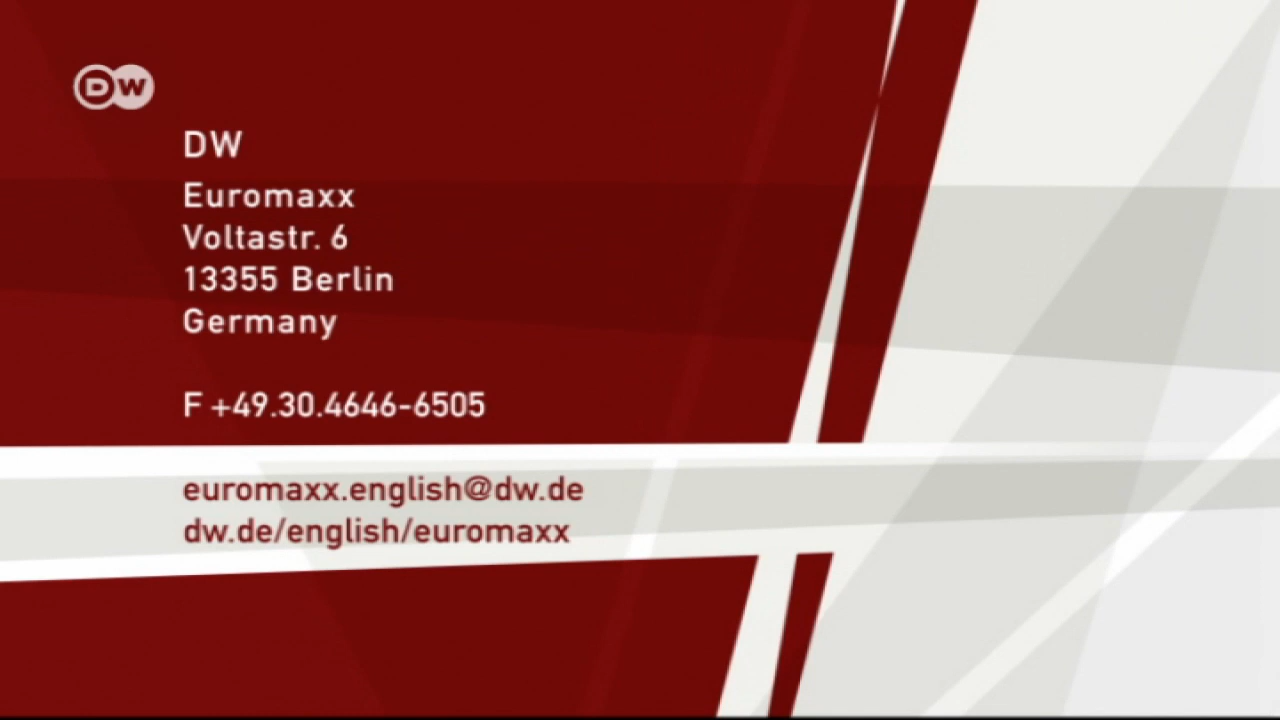 DW
DW
Euromaxx
Voltastr. 6
13355 Berlin
Germany
F +49.30.4646-6505
euromaxx.english@dw.de
dw.de/english/euromaxx